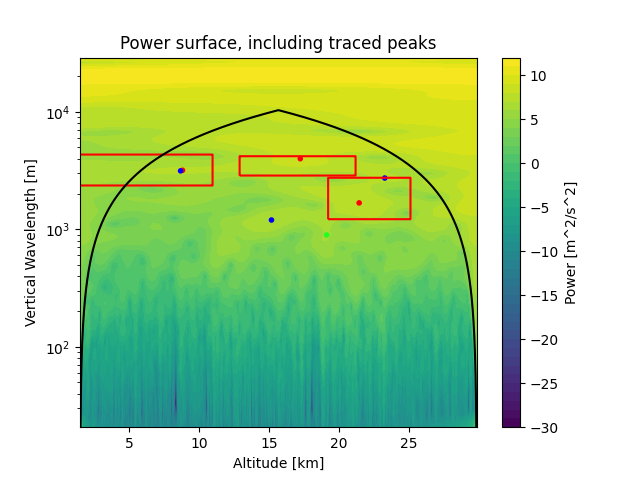 Power surface, including traced peaks
Vertical Wavelength [m]
10^4
10^3
10^2
5 10 15 20 25
Altitude [km]
10
5
0
−5
−10
−15
−20
−25
−30
Power [m^2/s^2]